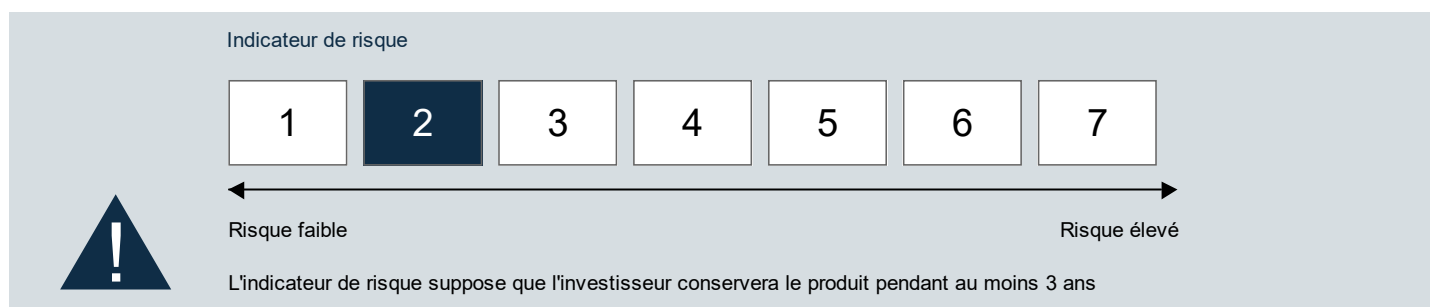 Indicateur de risque
1 2 3 4 5 6 7
Risque faible Risque élevé
!
L'indicateur de risque suppose que l'investisseur conservera le produit pendant au moins 3 ans